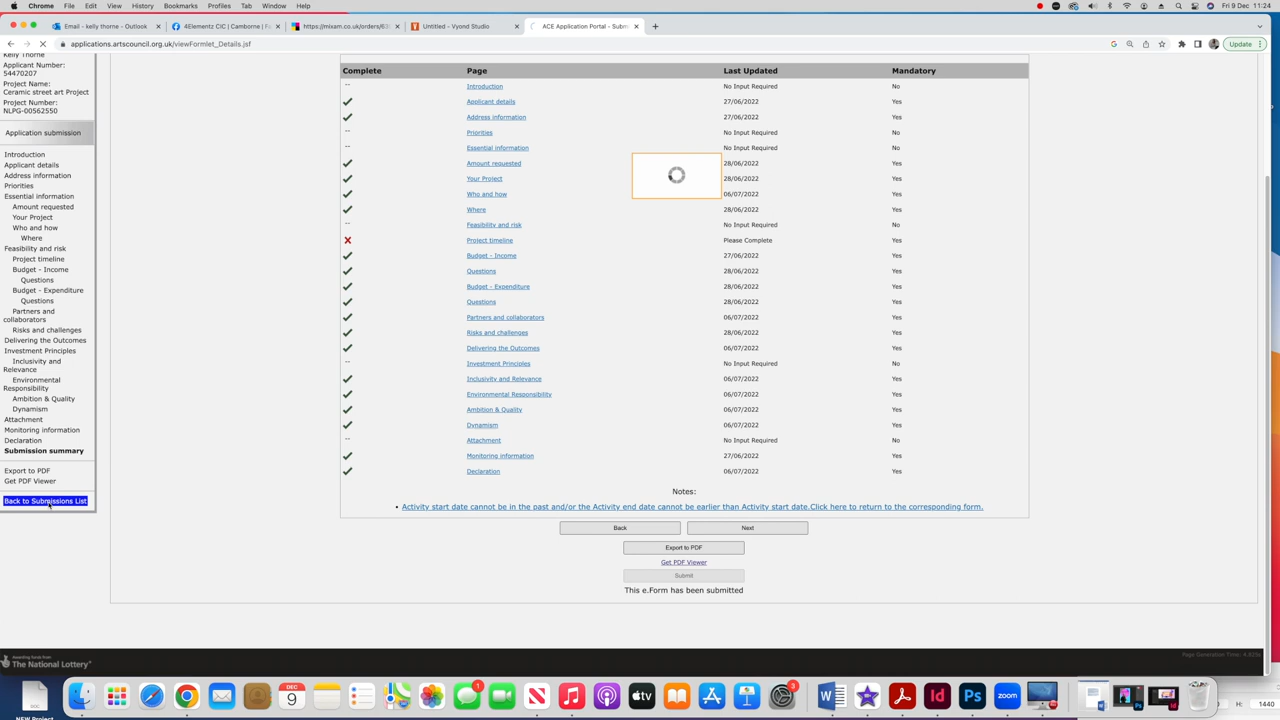 Chrome File Edit View History Bookmarks Profiles Tab Window Help Fri 9 Dec 11:24
Email – kelly thorne – Outlook 4Elementz CIC | Camborne | Fa https://mixam.co.uk/orders/63 Untitled - Vyond Studio ACE Application Portal - Subm
applications.artscouncil.org.uk/viewFormlet_Details.jsf Update
Kelly Thorne
Applicant Number:
54470207
Project Name:
Ceramic street art Project
Project Number:
NLPG-00562550
Application submission
Introduction
Applicant details
Address information
Priorities
Essential information
Amount requested
Your Project
Who and how
Where
Feasibility and risk
Project timeline
Budget - Income
Questions
Budget - Expenditure
Questions
Partners and
collaborators
Risks and challenges
Delivering the Outcomes
Investment Principles
Inclusivity and
Relevance
Environmental
Responsibility
Ambition & Quality
Dynamism
Attachment
Monitoring information
Declaration
Submission summary
Export to PDF
Get PDF Viewer
Back to Submissions List
Complete Page Last Updated Mandatory
-- Introduction No Input Required No
Applicant details 27/06/2022 Yes
Address information 27/06/2022 Yes
-- Priorities No Input Required No
-- Essential information No Input Required No
Amount requested 28/06/2022 Yes
Your Project 28/06/2022 Yes
Who and how 06/07/2022 Yes
Where 28/06/2022 Yes
-- Feasibility and risk No Input Required No
Project timeline Please Complete Yes
Budget - Income 27/06/2022 Yes
Questions 28/06/2022 Yes
Budget - Expenditure 28/06/2022 Yes
Questions 28/06/2022 Yes
Partners and collaborators 06/07/2022 Yes
Risks and challenges 28/06/2022 Yes
Delivering the Outcomes 06/07/2022 Yes
-- Investment Principles No Input Required No
Inclusivity and Relevance 06/07/2022 Yes
Environmental Responsibility 06/07/2022 Yes
Ambition & Quality 06/07/2022 Yes
Dynamism 06/07/2022 Yes
-- Attachment No Input Required No
Monitoring information 27/06/2022 Yes
Declaration 06/07/2022 Yes
Notes:
• Activity start date cannot be in the past and/or the Activity end date cannot be earlier than Activity start date.Click here to return to the corresponding form.
Back Next
Export to PDF
Get PDF Viewer
Submit
This e.Form has been submitted
The National Lottery®
DEC
9
1
3
zoom
H: 1440
NEW Project